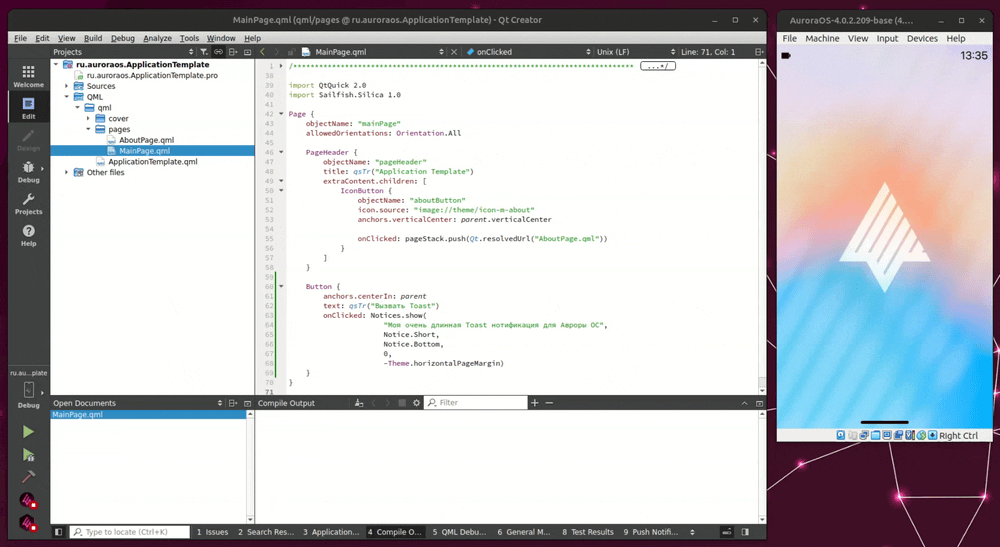 MainPage.qml (qml/pages @ ru.auroraos.ApplicationTemplate) - Qt Creator
File Edit View Build Debug Analyze Tools Window Help
Projects
MainPage.qml
onClicked
Unix (LF)
Line: 71, Col: 1
Welcome
Edit
Design
Debug
Projects
Help
ru.au...plate
Debug
ru.auroraos.ApplicationTemplate
ru.auroraos.ApplicationTemplate.pro
Sources
QML
qml
cover
pages
AboutPage.qml
MainPage.qml
ApplicationTemplate.qml
Other files
1 /******************************************************************************* ...*/
38
39 import QtQuick 2.0
40 import Sailfish.Silica 1.0
41
42 Page {
43 objectName: "mainPage"
44 allowedOrientations: Orientation.All
45
46 PageHeader {
47 objectName: "pageHeader"
48 title: qsTr("Application Template")
49 extraContent.children: [
50 IconButton {
51 objectName: "aboutButton"
52 icon.source: "image://theme/icon-m-about"
53 anchors.verticalCenter: parent.verticalCenter
54
55 onClicked: pageStack.push(Qt.resolvedUrl("AboutPage.qml"))
56 }
57 ]
58 }
59
60 Button {
61 anchors.centerIn: parent
62 text: qsTr("Вызвать Toast")
63 onClicked: Notices.show(
64 "Моя очень длинная Toast нотификация для Авроры ОС",
65 Notice.Short,
66 Notice.Bottom,
67 0,
68 -Theme.horizontalPageMargin)
69 }
70 }
71
Open Documents
MainPage.qml
Compile Output
Filter
Type to locate (Ctrl+K)
1 Issues
2 Search Res...
3 Application...
4 Compile O...
5 QML Debu...
6 General M...
8 Test Results
9 Push Notifi...
AuroraOS-4.0.2.209-base (4....
File Machine View Input Devices Help
13:35
Right Ctrl